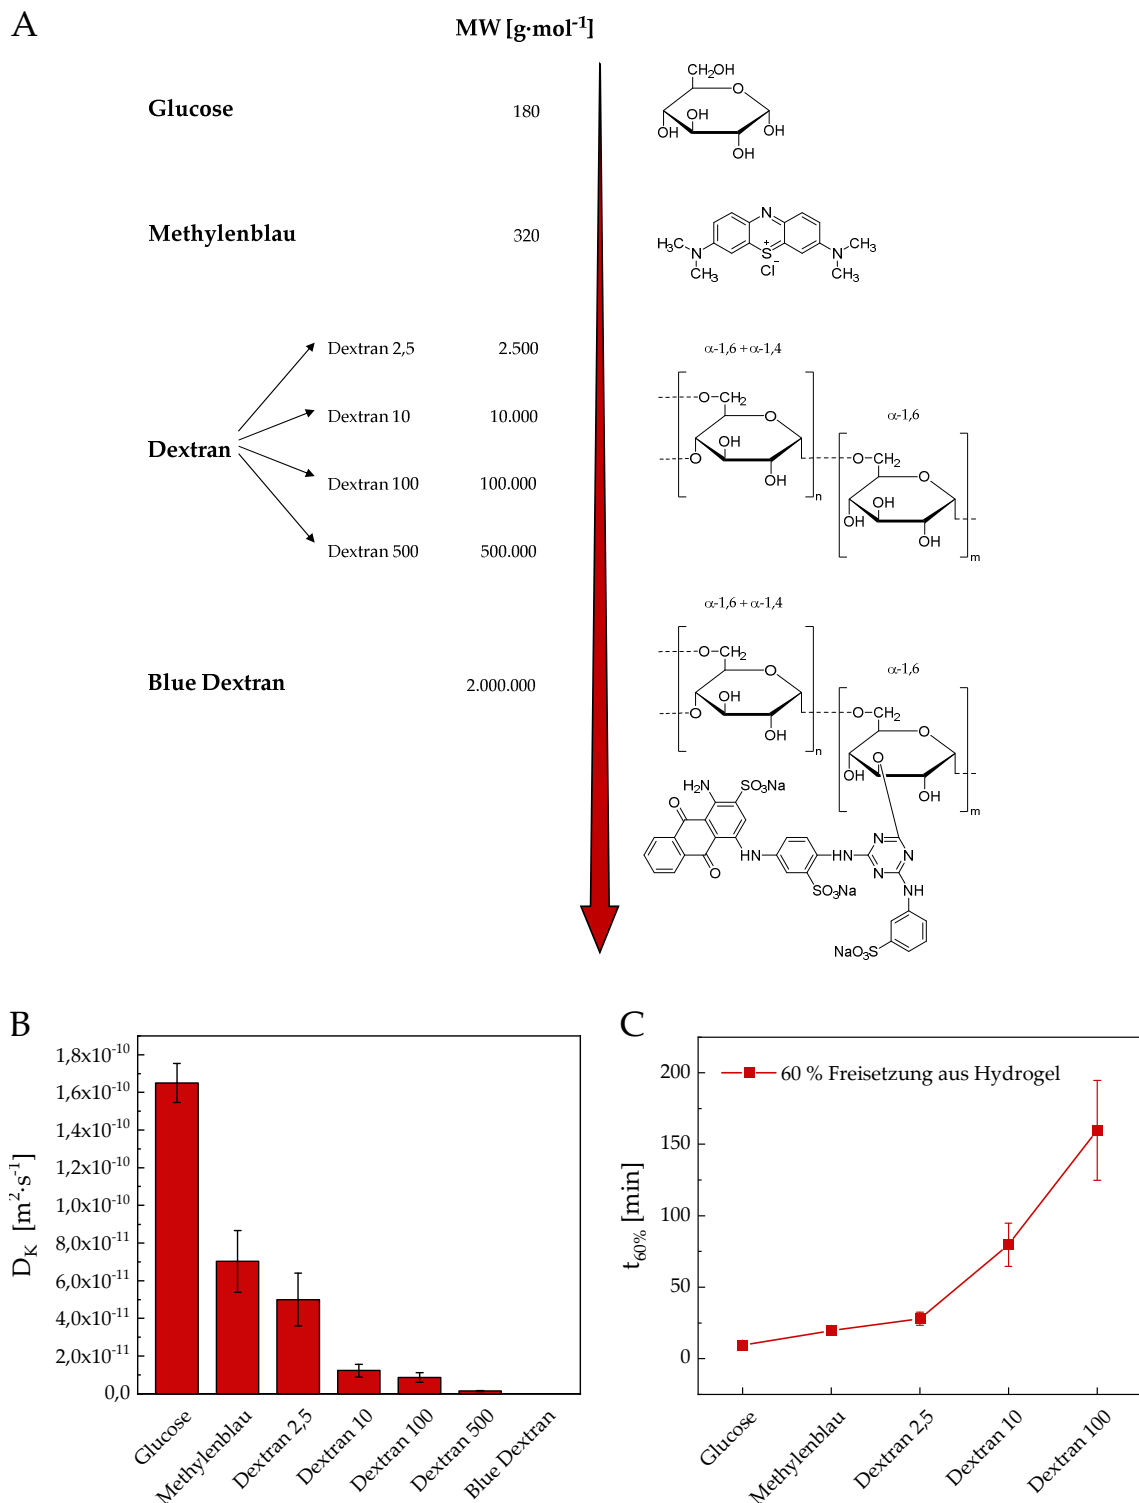 A
MW [g·mol⁻¹]
Glucose 180
CH₂OH
O
OH
OH
OH
OH
Methylenblau 320
N
H₃C
N
CH₃
S⁺
Cl⁻
CH₃
N
CH₃
Dextran
Dextran 2,5 2.500
Dextran 10 10.000
Dextran 100 100.000
Dextran 500 500.000
α-1,6 + α-1,4
O–CH₂
O
OH
O
OH
n
α-1,6
O–CH₂
O
OH
OH
OH
m
Blue Dextran 2.000.000
α-1,6 + α-1,4
O–CH₂
O
OH
O
OH
n
α-1,6
O–CH₂
O
O
OH
OH
m
H₂N
SO₃Na
O
O
HN
HN
SO₃Na
N
N
N
NH
NaO₃S
B
D_K [m²·s⁻¹]
1,8x10⁻¹⁰
1,6x10⁻¹⁰
1,4x10⁻¹⁰
1,2x10⁻¹⁰
1,0x10⁻¹⁰
8,0x10⁻¹¹
6,0x10⁻¹¹
4,0x10⁻¹¹
2,0x10⁻¹¹
0,0
Glucose
Methylenblau
Dextran 2,5
Dextran 10
Dextran 100
Dextran 500
Blue Dextran
C
60 % Freisetzung aus Hydrogel
t₆₀% [min]
200
150
100
50
0
Glucose
Methylenblau
Dextran 2,5
Dextran 10
Dextran 100